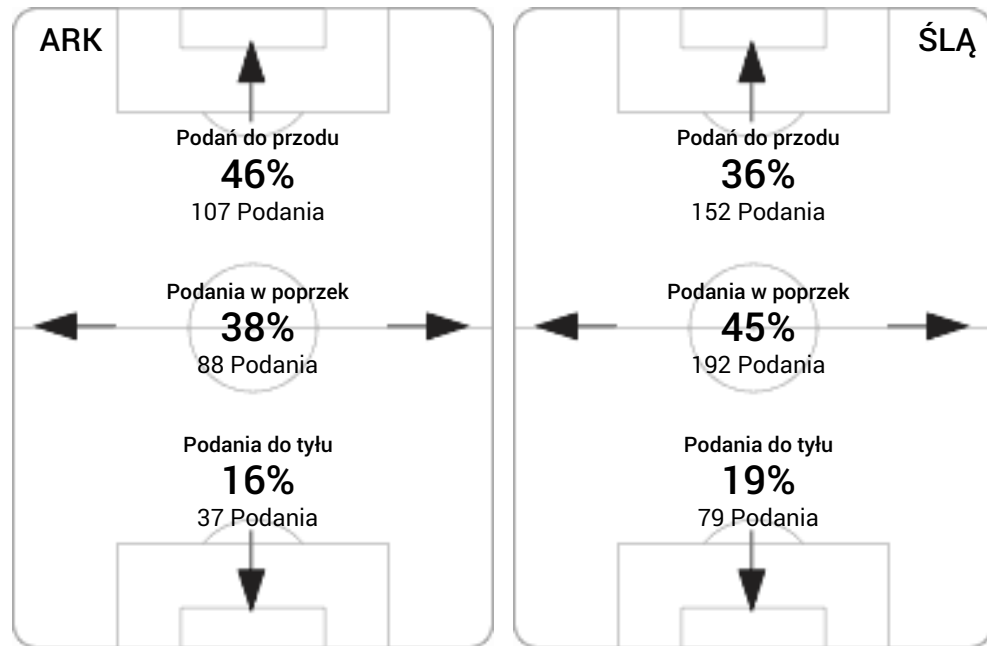 ARK
Podań do przodu
46%
107 Podania
Podania w poprzek
38%
88 Podania
Podania do tyłu
16%
37 Podania
ŚLĄ
Podań do przodu
36%
152 Podania
Podania w poprzek
45%
192 Podania
Podania do tyłu
19%
79 Podania